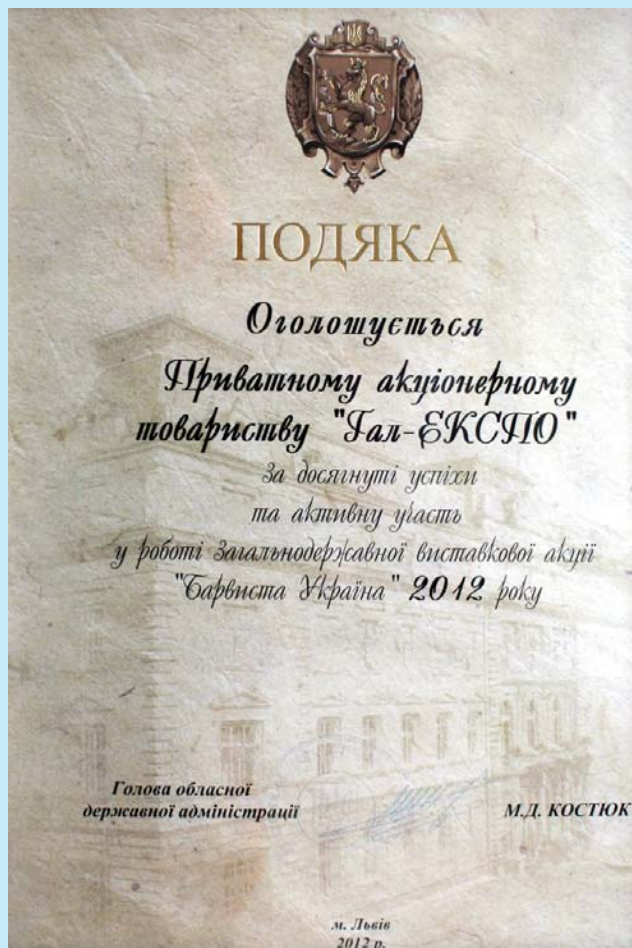 ПОДЯКА
Оголошується
Приватному акціонерному
товариству "Гал-ЕКСПО"
За досягнуті успіхи
та активну участь
у роботі Загальнодержавної виставкової акції
"Барвиста Україна" 2012 року
Голова обласної
державної адміністрації
М.Д. КОСТЮК
м. Львів
2012 р.